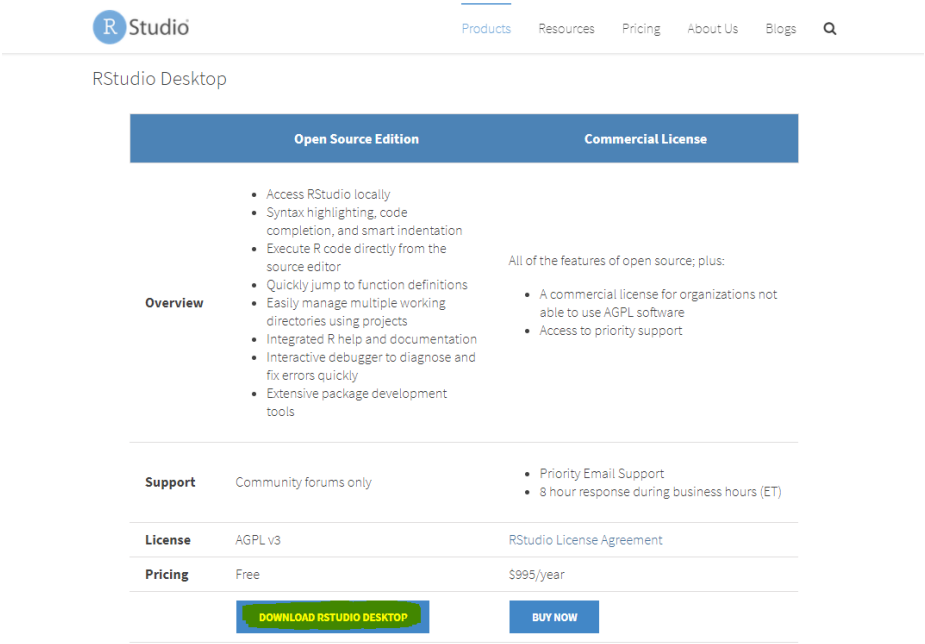 R Studio
Products Resources Pricing About Us Blogs
RStudio Desktop
Open Source Edition Commercial License
Overview
• Access RStudio locally
• Syntax highlighting, code
completion, and smart indentation
• Execute R code directly from the
source editor
• Quickly jump to function definitions
• Easily manage multiple working
directories using projects
• Integrated R help and documentation
• Interactive debugger to diagnose and
fix errors quickly
• Extensive package development
tools
All of the features of open source; plus:
• A commercial license for organizations not
able to use AGPL software
• Access to priority support
Support
Community forums only
• Priority Email Support
• 8 hour response during business hours (ET)
License AGPL v3 RStudio License Agreement
Pricing Free $995/year
DOWNLOAD RSTUDIO DESKTOP BUY NOW